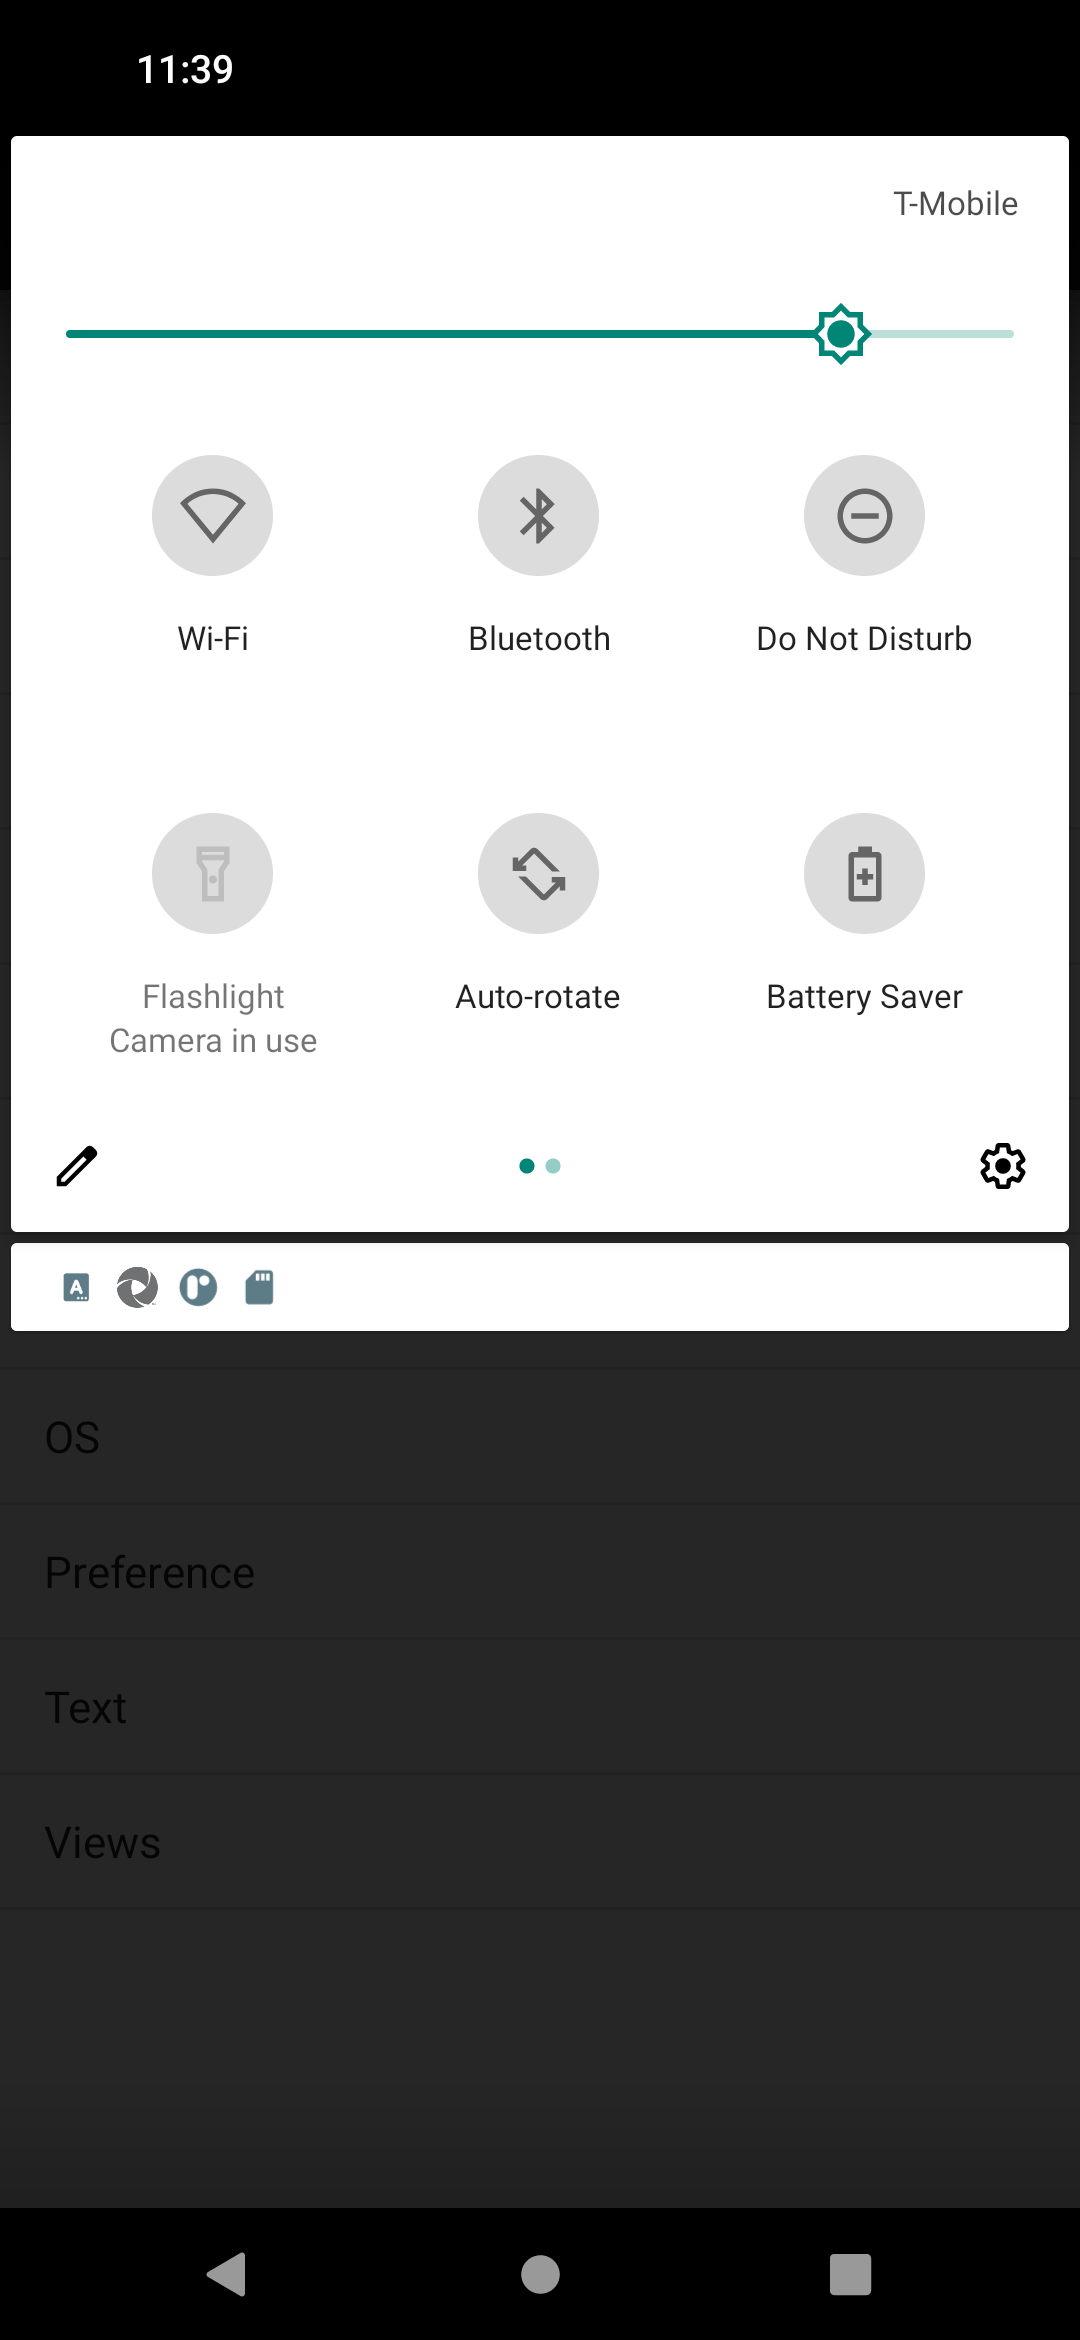 11:39
T-Mobile
Wi-Fi
Bluetooth
Do Not Disturb
Flashlight
Camera in use
Auto-rotate
Battery Saver
A
OS
Preference
Text
Views